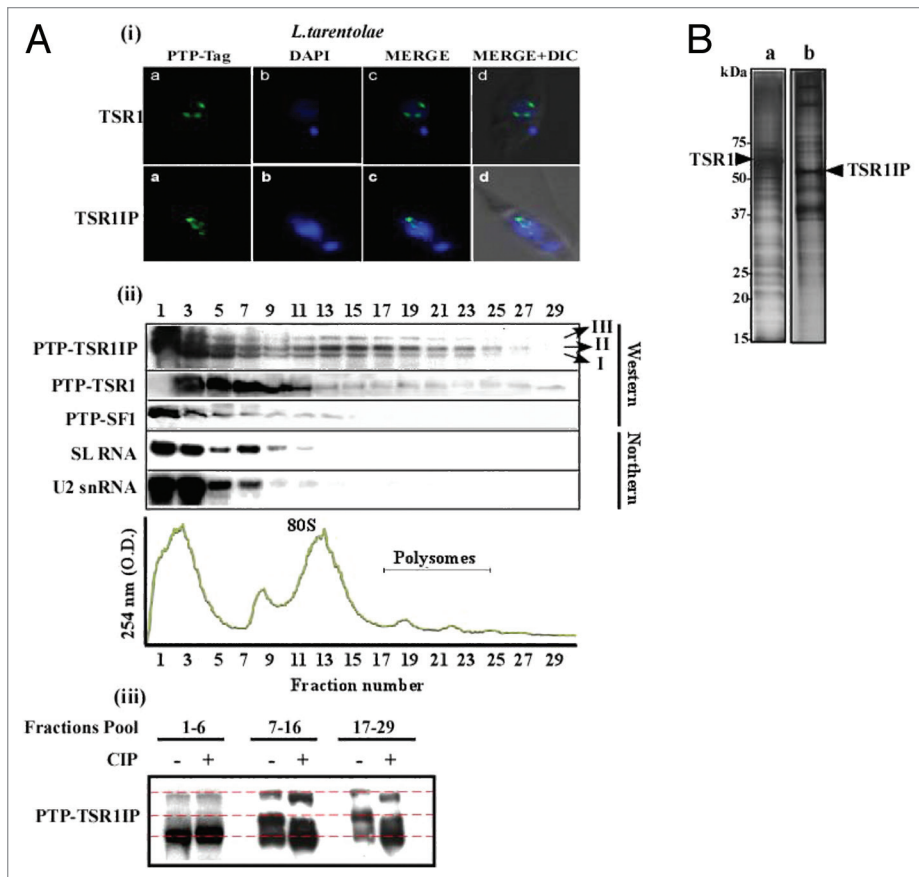 A
(i)
L.tarentolae
PTP-Tag DAPI MERGE MERGE+DIC
TSR1
a b c d
TSR1IP
a b c d
(ii)
1 3 5 7 9 11 13 15 17 19 21 23 25 27 29
PTP-TSR1IP
III
II
I
PTP-TSR1
PTP-SF1
Western
SL RNA
U2 snRNA
Northern
254 nm (O.D.)
80S
Polysomes
1 3 5 7 9 11 13 15 17 19 21 23 25 27 29
Fraction number
(iii)
Fractions Pool 1-6 7-16 17-29
CIP - + - + - +
PTP-TSR1IP
B
a b
kDa
75
TSR1
50
TSR1IP
37
25
20
15